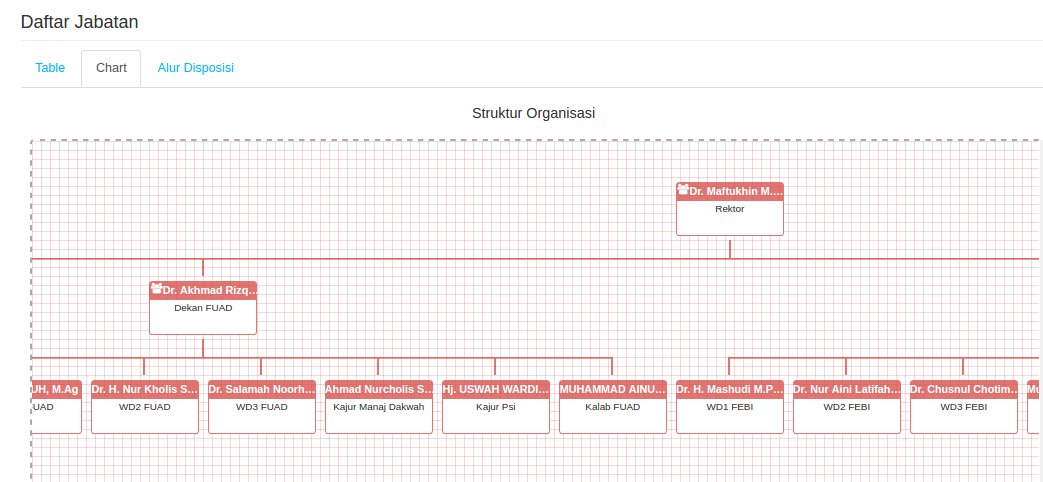 Daftar Jabatan
Table Chart Alur Disposisi
Struktur Organisasi
Dr. Maftukhin M....
Rektor
Dr. Akhmad Rizq...
Dekan FUAD
UH, M.Ag Dr. H. Nur Kholis S... Dr. Salamah Noorh... Ahmad Nurcholis S... Hj. USWAH WARDI... MUHAMMAD AINU... Dr. H. Mashudi M.P... Dr. Nur Aini Latifah... Dr. Chusnul Chotim... Mu
UAD WD2 FUAD WD3 FUAD Kajur Manaj Dakwah Kajur Psi Kalab FUAD WD1 FEBI WD2 FEBI WD3 FEBI